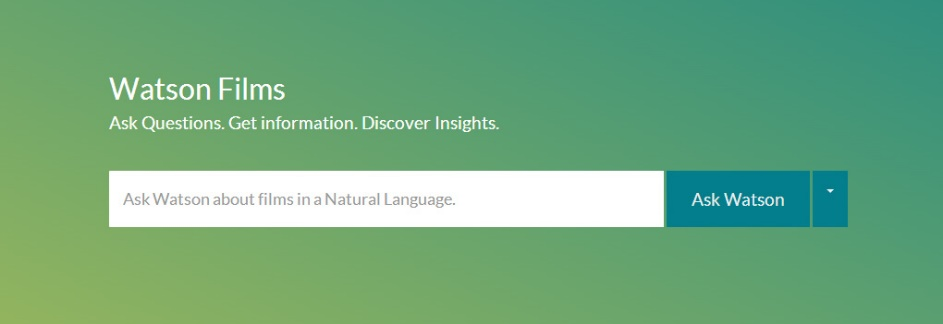 Watson Films
Ask Questions. Get information. Discover Insights.
Ask Watson about films in a Natural Language.
Ask Watson